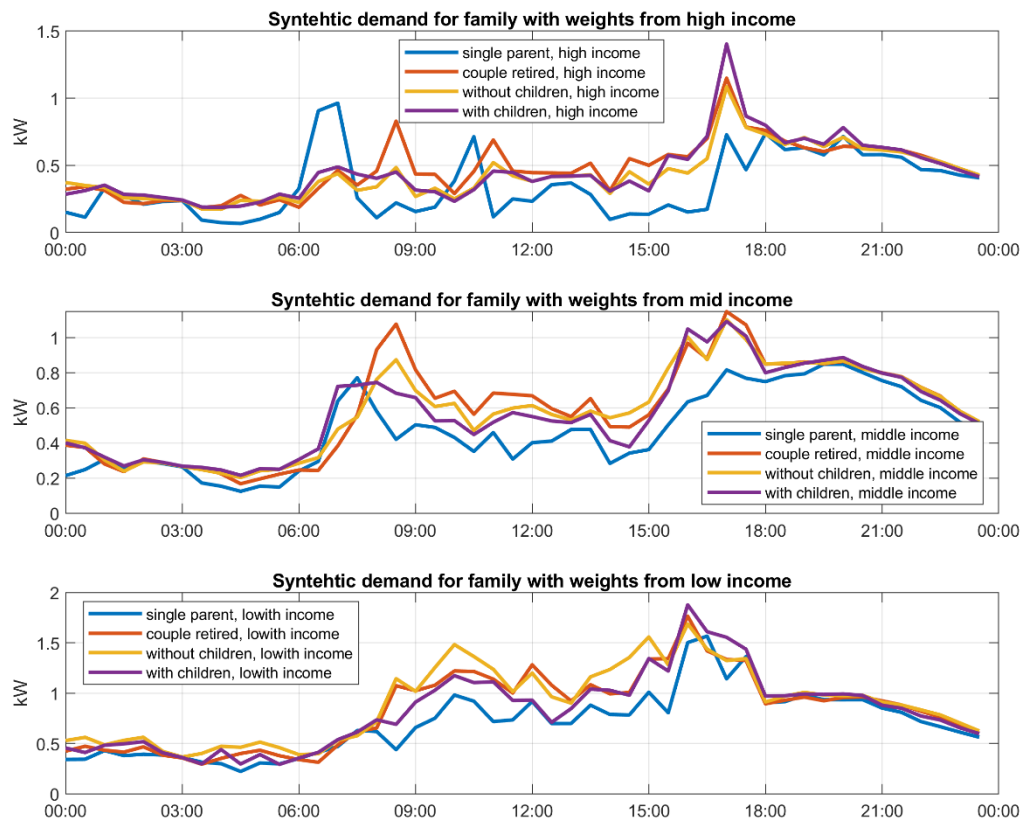 Syntehtic demand for family with weights from high income
1.5
1
0.5
0
kW
single parent, high income
couple retired, high income
without children, high income
with children, high income
00:00 03:00 06:00 09:00 12:00 15:00 18:00 21:00 00:00
Syntehtic demand for family with weights from mid income
1
0.8
0.6
0.4
0.2
0
kW
single parent, middle income
couple retired, middle income
without children, middle income
with children, middle income
00:00 03:00 06:00 09:00 12:00 15:00 18:00 21:00 00:00
Syntehtic demand for family with weights from low income
2
1.5
1
0.5
0
kW
single parent, lowith income
couple retired, lowith income
without children, lowith income
with children, lowith income
00:00 03:00 06:00 09:00 12:00 15:00 18:00 21:00 00:00